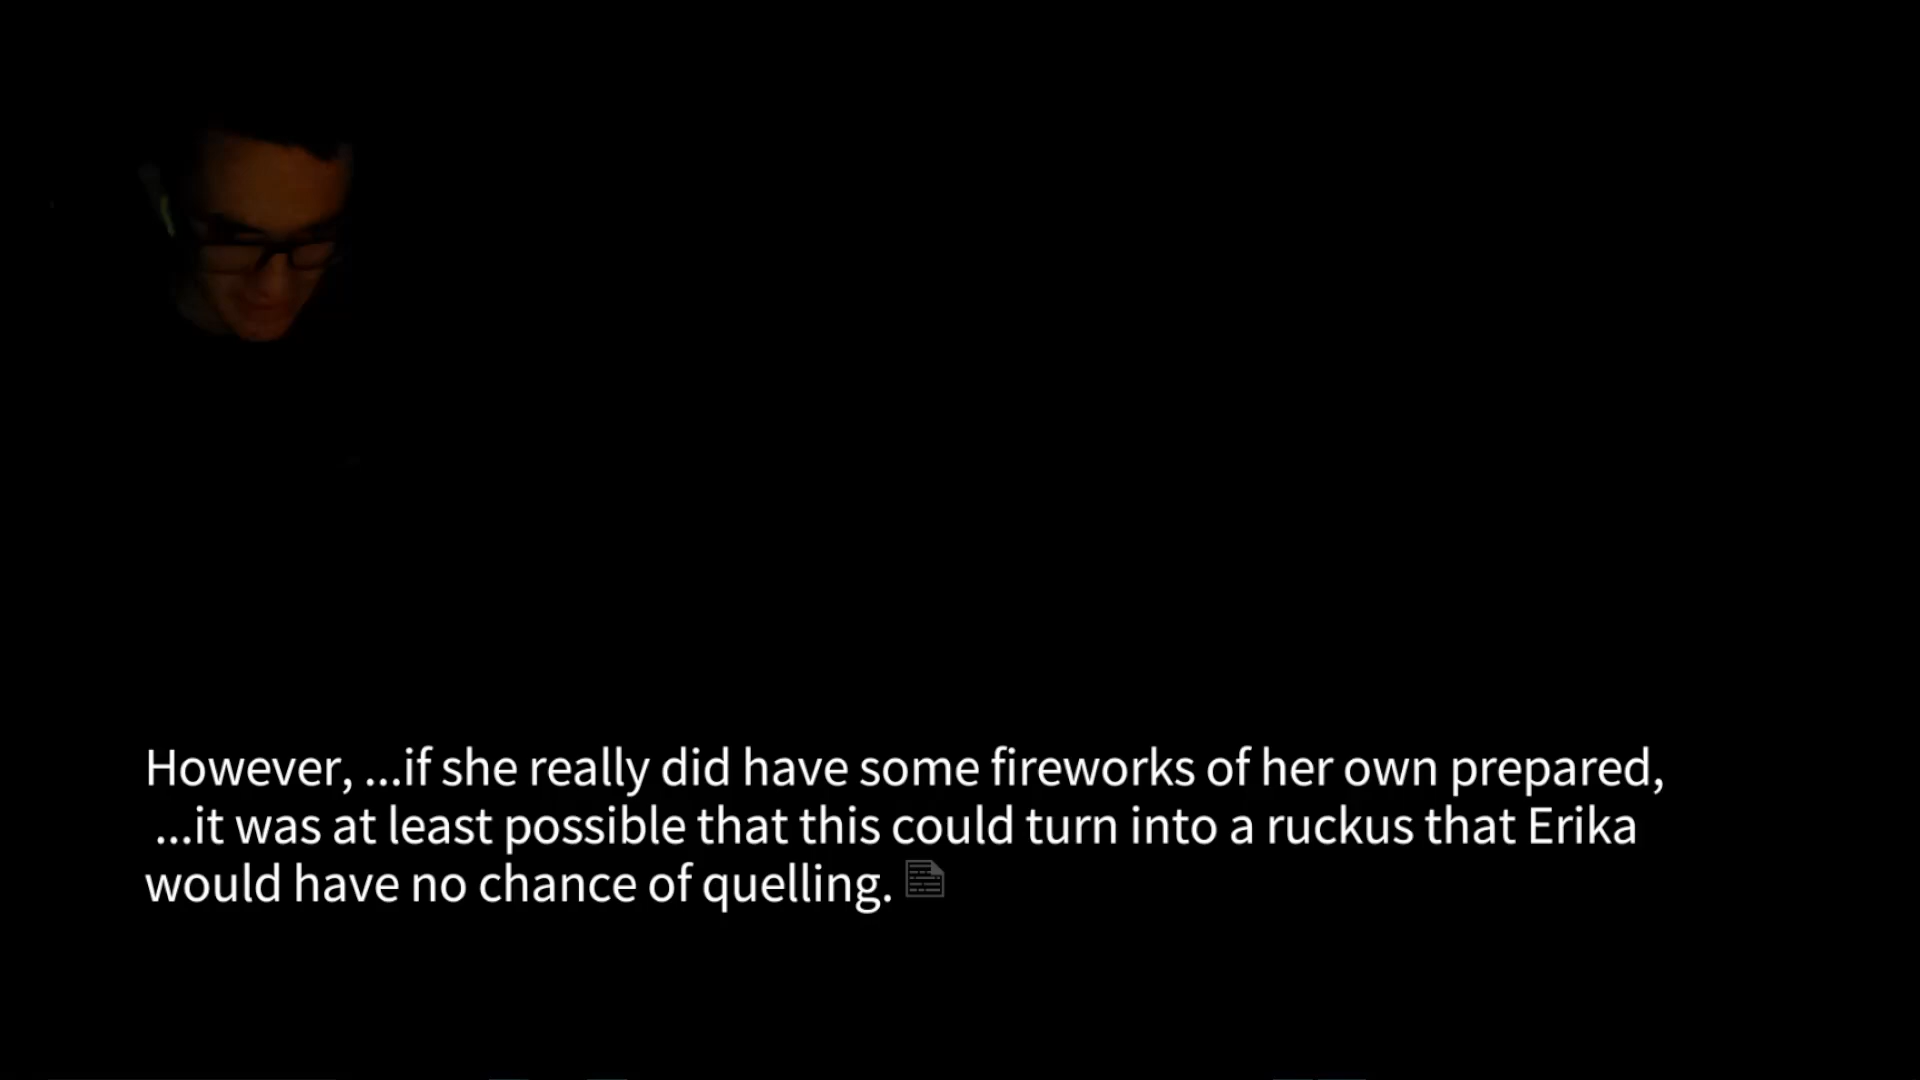 However, ...if she really did have some fireworks of her own prepared,
...it was at least possible that this could turn into a ruckus that Erika
would have no chance of quelling.